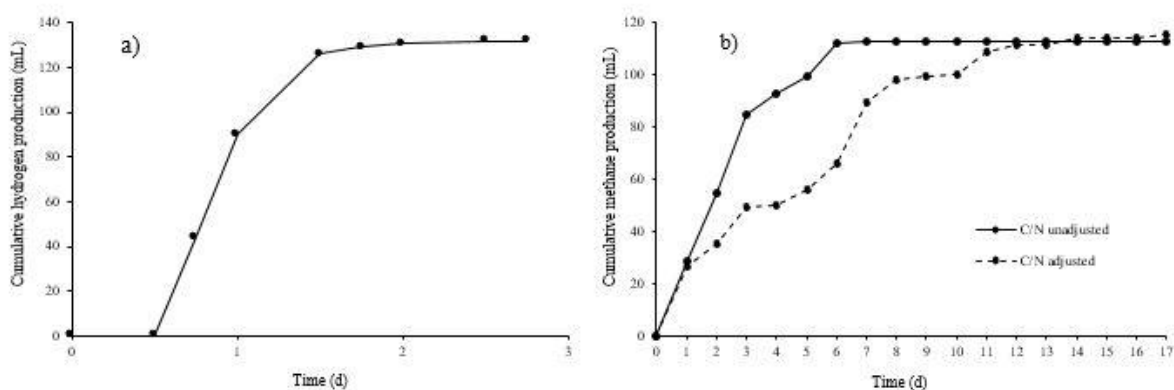 a)
Cumulative hydrogen production (mL)
140
120
100
80
60
40
20
0
0 1 2 3
Time (d)
b)
Cumulative methane production (mL)
120
100
80
60
40
20
0
C/N unadjusted
C/N adjusted
0 1 2 3 4 5 6 7 8 9 10 11 12 13 14 15 16 17
Time (d)